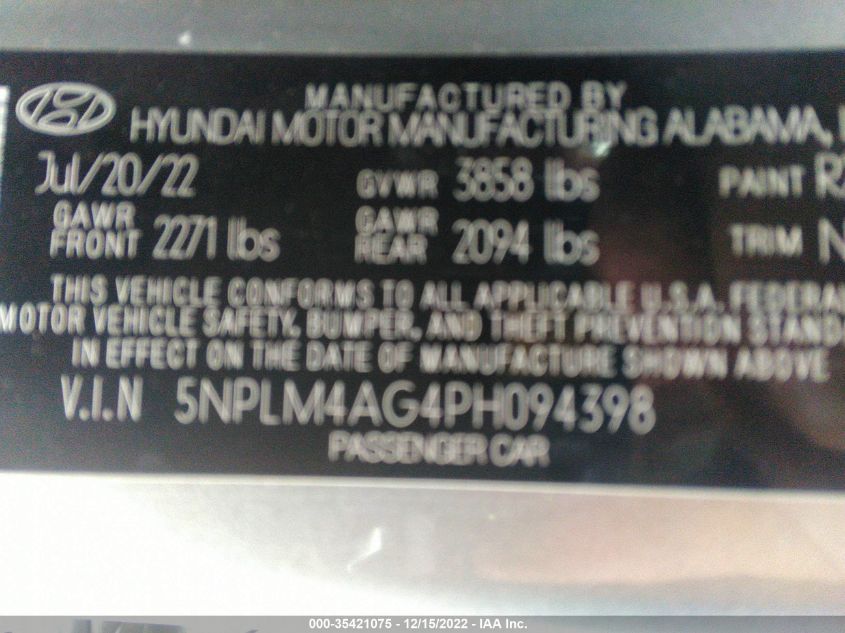 MANUFACTURED BY
HYUNDAI MOTOR MANUFACTURING ALABAMA,
Jul/20/22 GVWR 3858 lbs PAINT
GAWR FRONT 2271 lbs GAWR REAR 2094 lbs TRIM
THIS VEHICLE CONFORMS TO ALL APPLICABLE U.S.A. FEDERAL
MOTOR VEHICLE SAFETY, BUMPER, AND THEFT PREVENTION STANDA
IN EFFECT ON THE DATE OF MANUFACTURE SHOWN ABOVE
V.I.N 5NPLM4AG4PH094398
PASSENGER CAR
000-35421075 - 12/15/2022 - IAA Inc.